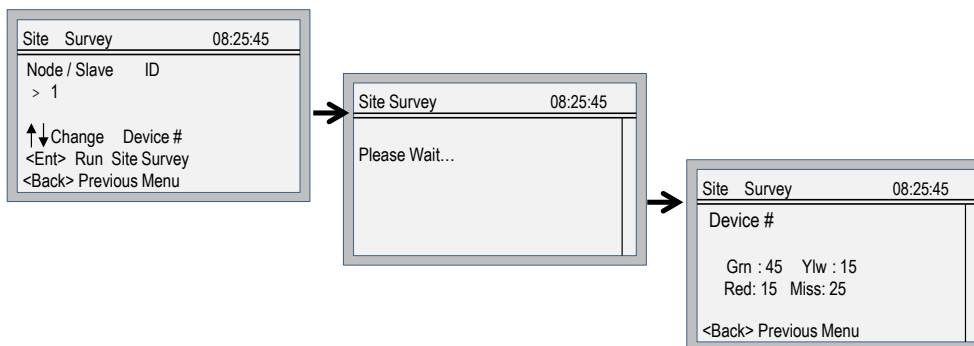 Site Survey 08:25:45
Node / Slave ID
> 1
↑↓Change Device #
<Ent> Run Site Survey
<Back> Previous Menu
Site Survey 08:25:45
Please Wait…
Site Survey 08:25:45
Device #
Grn : 45 Ylw : 15
Red: 15 Miss: 25
<Back> Previous Menu